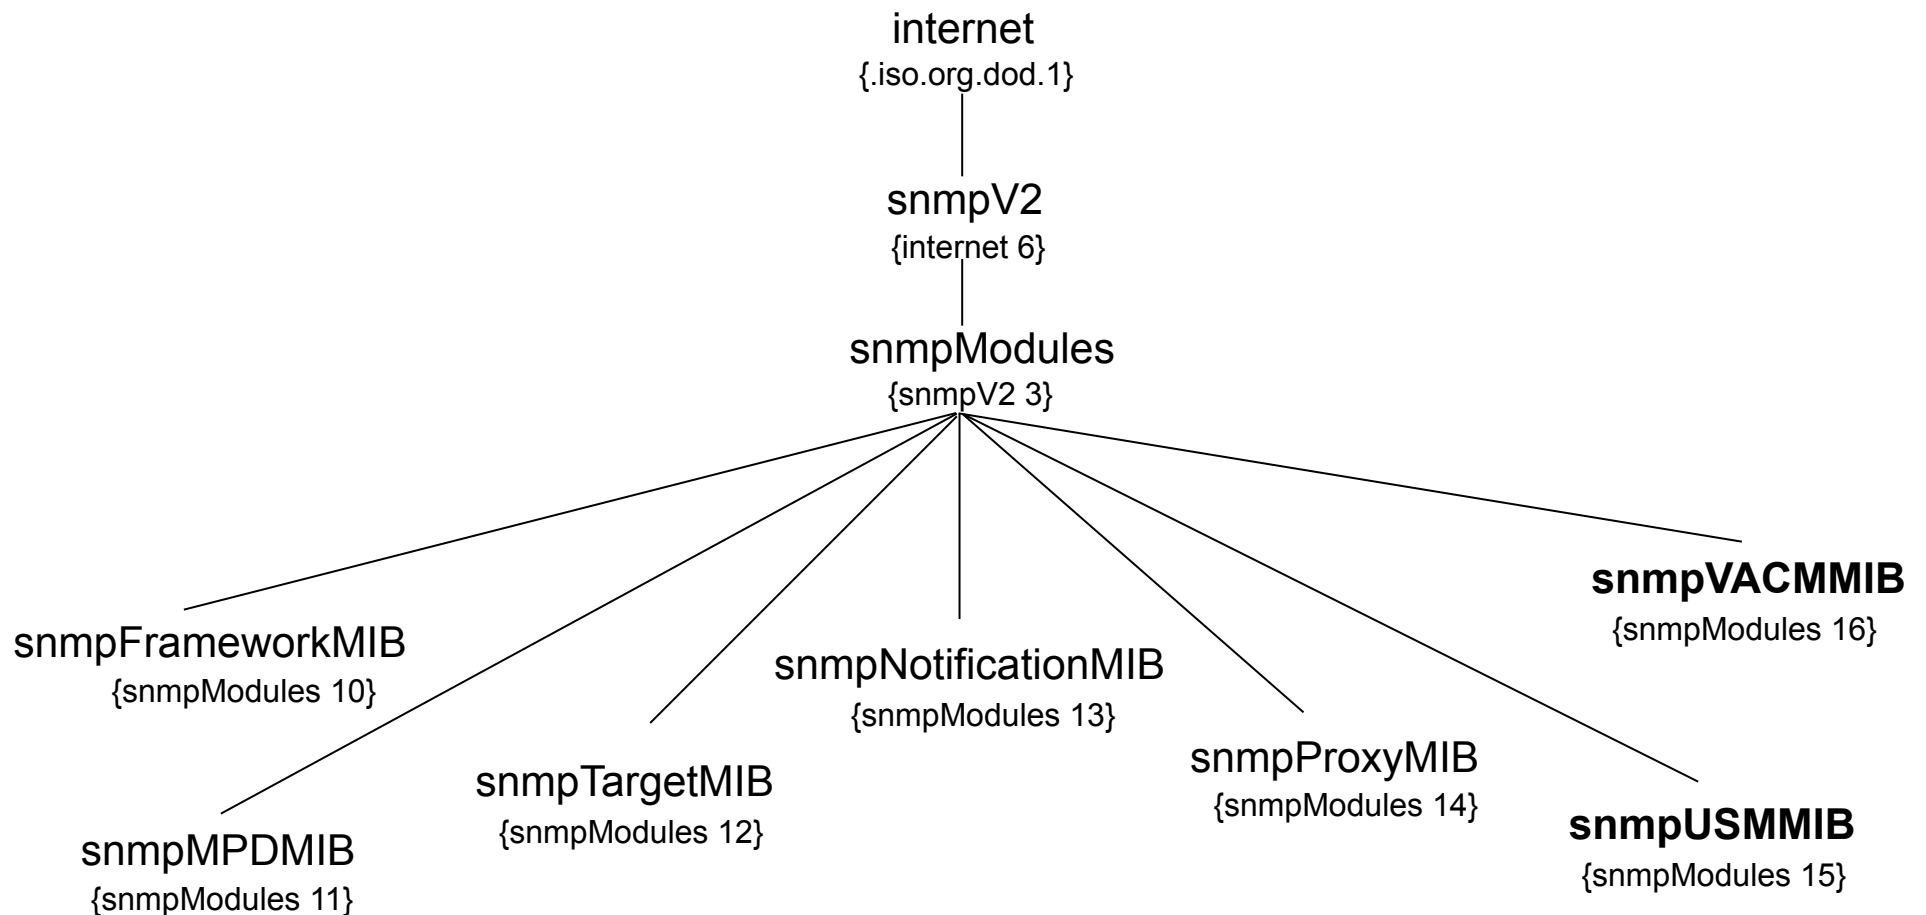 internet
{.iso.org.dod.1}
snmpV2
{internet 6}
snmpModules
{snmpV2 3}
snmpFrameworkMIB
{snmpModules 10}
snmpMPDMIB
{snmpModules 11}
snmpTargetMIB
{snmpModules 12}
snmpNotificationMIB
{snmpModules 13}
snmpProxyMIB
{snmpModules 14}
snmpUSMMIB
{snmpModules 15}
snmpVACMMIB
{snmpModules 16}